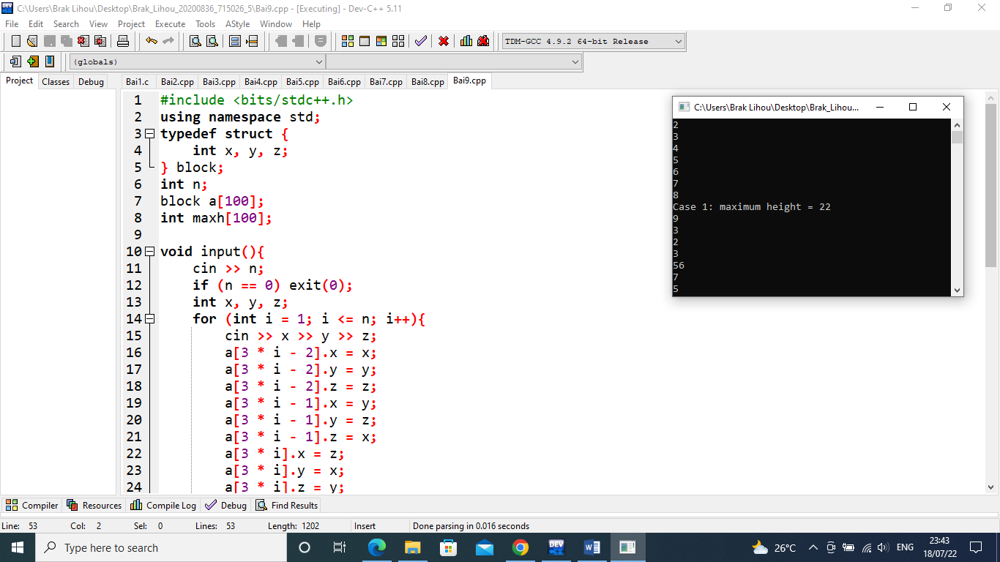 C:\Users\Brak Lihou\Desktop\Brak_Lihou_20200836_715026_5\Bai9.cpp - [Executing] - Dev-C++ 5.11
File Edit Search View Project Execute Tools AStyle Window Help
TDM-GCC 4.9.2 64-bit Release
(globals)
Project Classes Debug Bai1.c Bai2.cpp Bai3.cpp Bai4.cpp Bai5.cpp Bai6.cpp Bai7.cpp Bai8.cpp Bai9.cpp
1 #include <bits/stdc++.h>
2 using namespace std;
3 typedef struct {
4 int x, y, z;
5 } block;
6 int n;
7 block a[100];
8 int maxh[100];
9
10 void input(){
11 cin >> n;
12 if (n == 0) exit(0);
13 int x, y, z;
14 for (int i = 1; i <= n; i++){
15 cin >> x >> y >> z;
16 a[3 * i - 2].x = x;
17 a[3 * i - 2].y = y;
18 a[3 * i - 2].z = z;
19 a[3 * i - 1].x = y;
20 a[3 * i - 1].y = z;
21 a[3 * i - 1].z = x;
22 a[3 * i].x = z;
23 a[3 * i].y = x;
24 a[3 * i].z = y;
C:\Users\Brak Lihou\Desktop\Brak_Lihou...
2
3
4
5
6
7
8
Case 1: maximum height = 22
9
3
2
3
56
7
5
Compiler Resources Compile Log Debug Find Results
Line: 53 Col: 2 Sel: 0 Lines: 53 Length: 1202 Insert Done parsing in 0.016 seconds
Type here to search
DEV
26°C
ENG
23:43
18/07/22